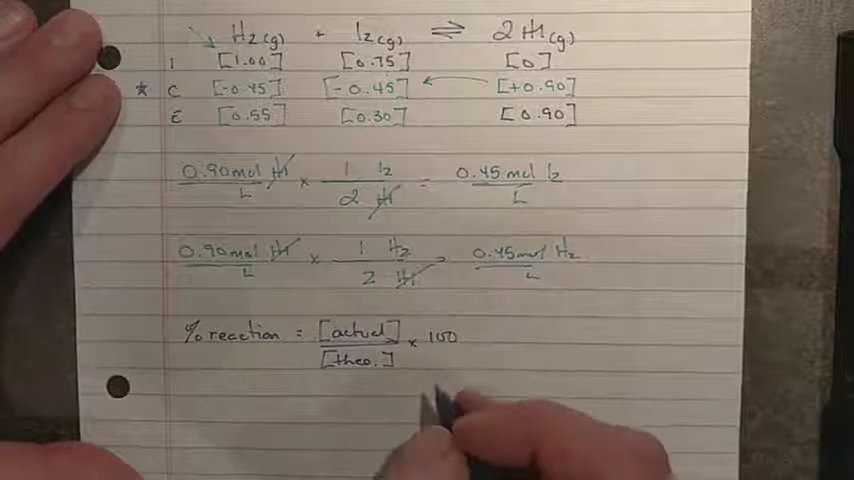 H₂(g) + I₂(g) ⇌ 2 HI(g)
I [1.00] [0.75] [0]
* C [-0.45] [-0.45] ← [+0.90]
E [0.55] [0.30] [0.90]
0.90 mol HI/L × 1 I₂/2 HI = 0.45 mol I₂/L
0.90 mol HI/L × 1 H₂/2 HI = 0.45 mol H₂/L
% reaction = [actual]/[theo.] × 100